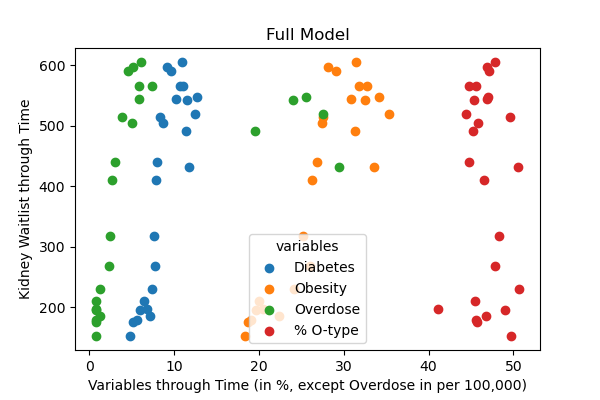 Full Model
Kidney Waitlist through Time
600
500
400
300
200
variables
Diabetes
Obesity
Overdose
% O-type
0 10 20 30 40 50
Variables through Time (in %, except Overdose in per 100,000)